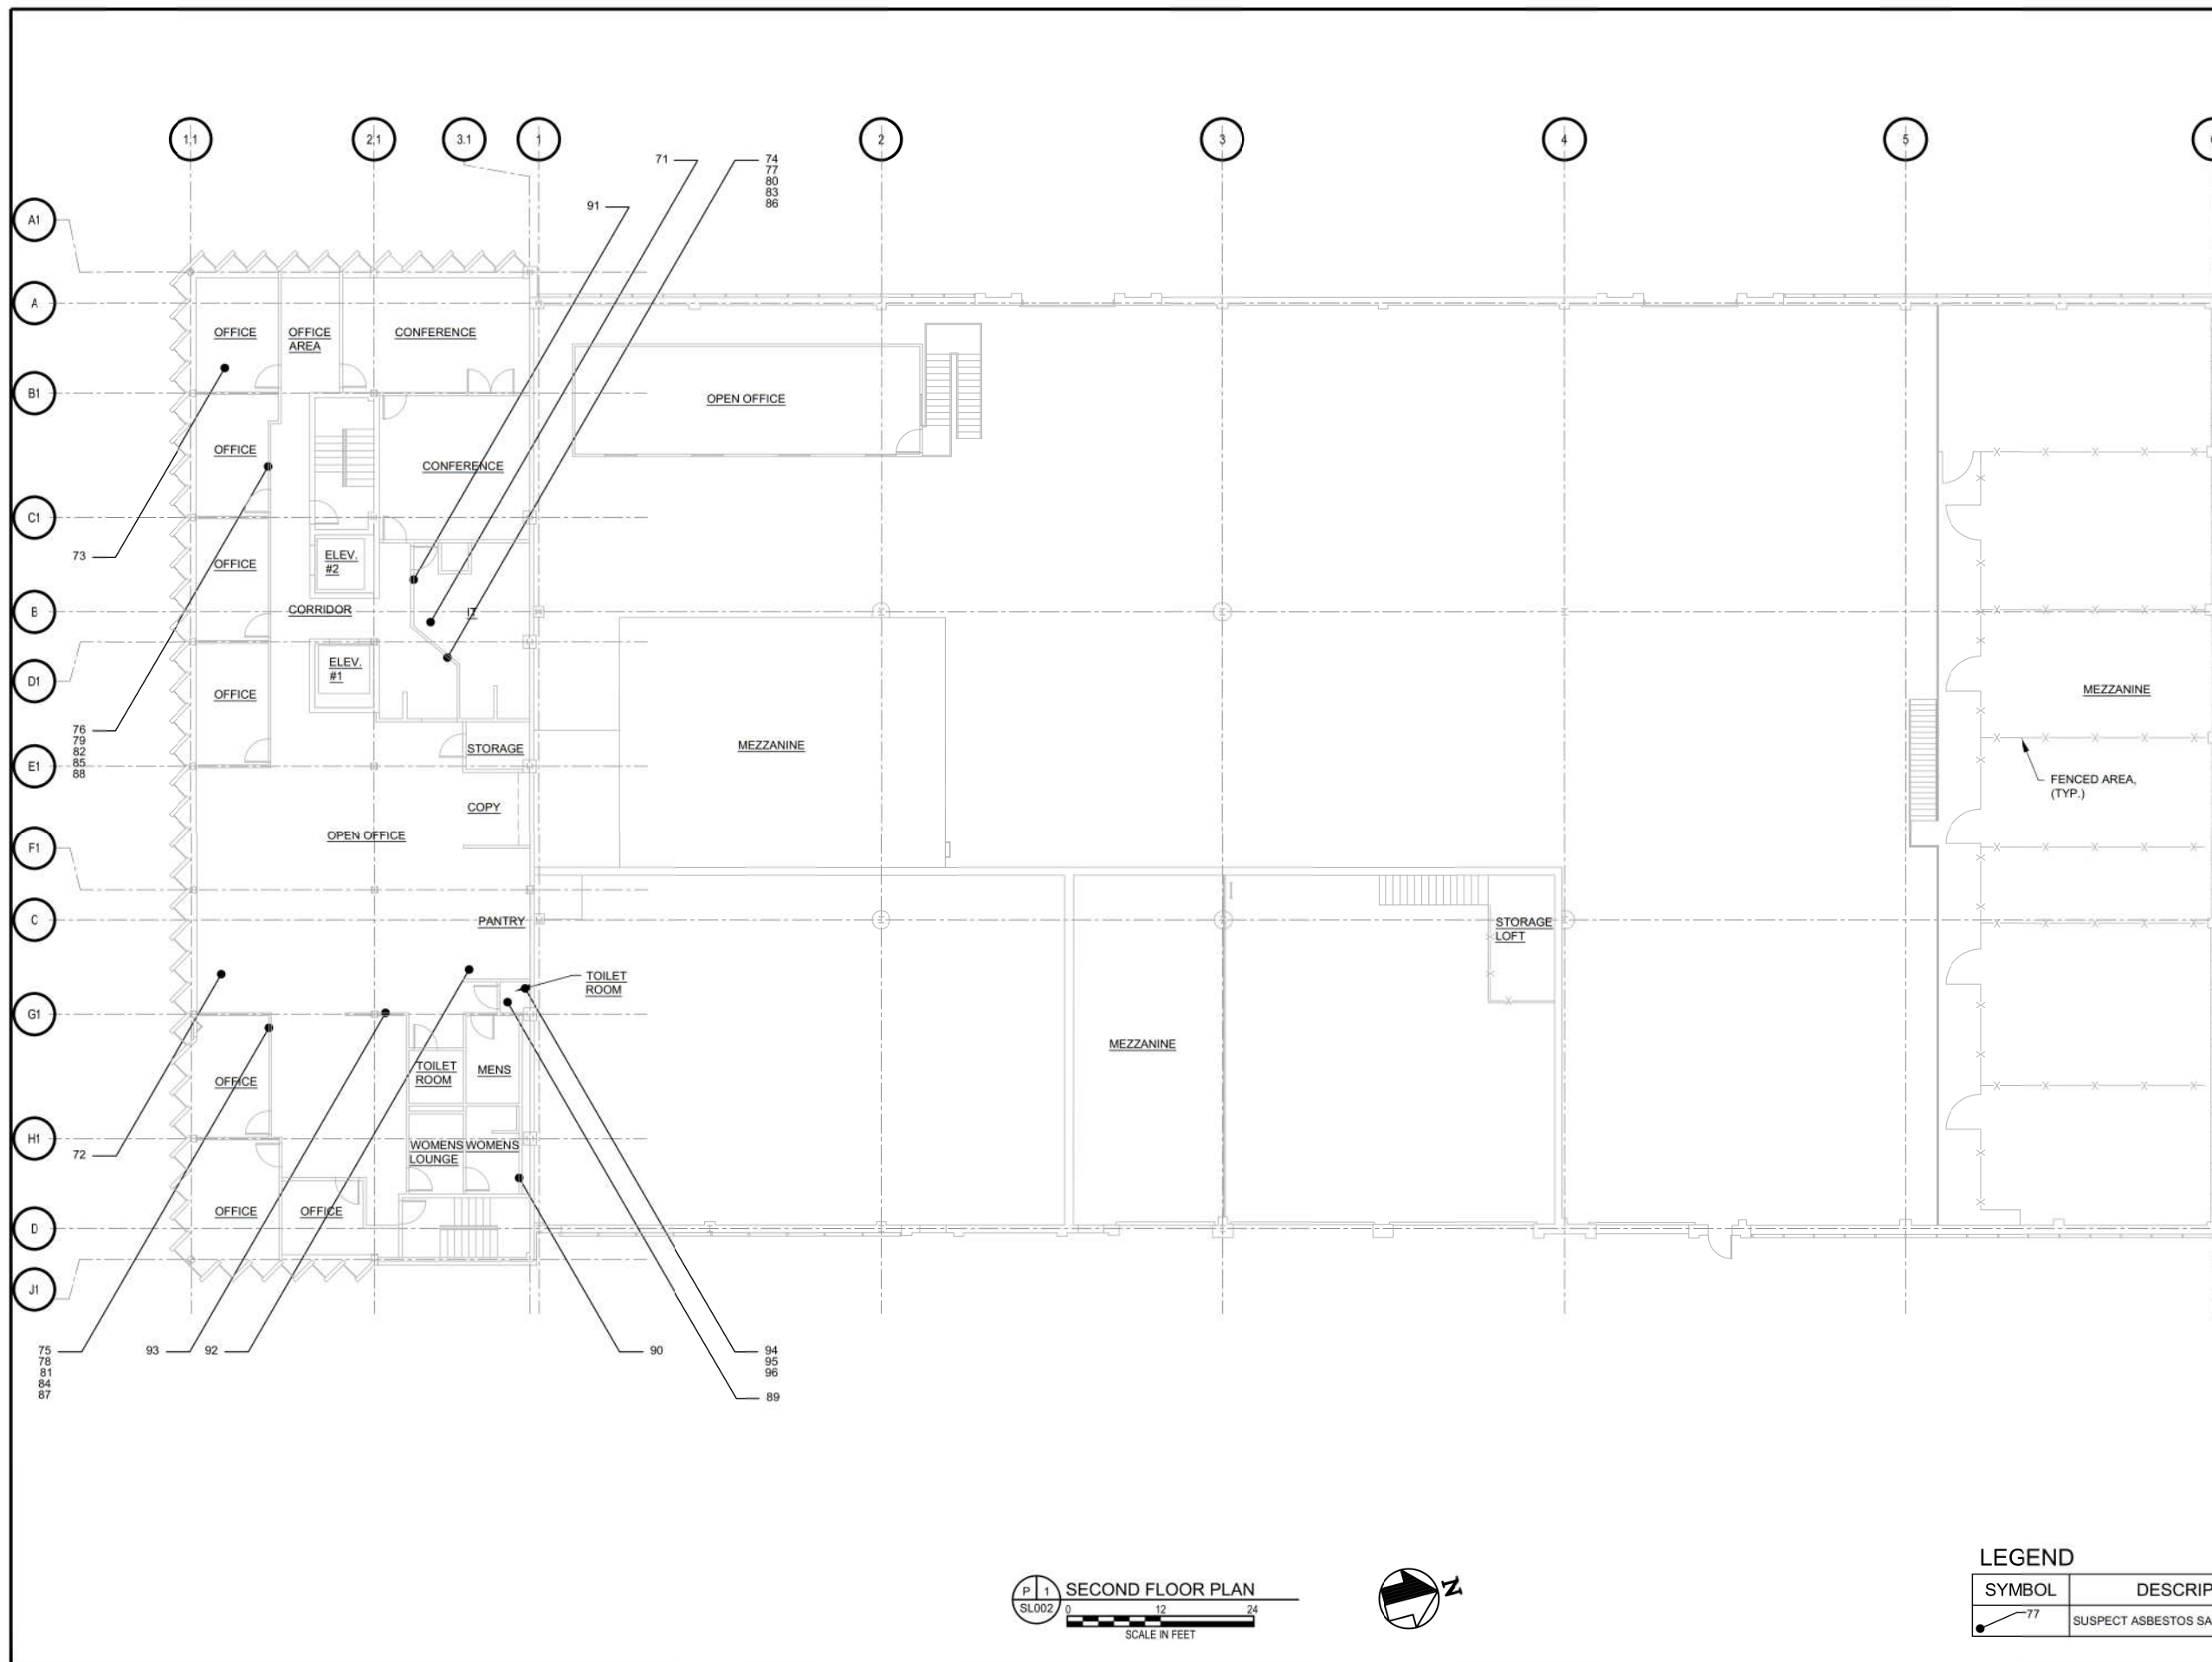 1.1
2.1
3.1
1
2
3
4
5
71
74
77
80
83
86
91
A1
A
OFFICE
OFFICE
AREA
CONFERENCE
B1
OPEN OFFICE
OFFICE
CONFERENCE
C1
73
OFFICE
ELEV.
#2
B
CORRIDOR
IT
D1
ELEV.
#1
OFFICE
MEZZANINE
76
79
82
85
88
E1
STORAGE
MEZZANINE
FENCED AREA,
(TYP.)
COPY
OPEN OFFICE
F1
C
PANTRY
STORAGE
LOFT
TOILET
ROOM
G1
MEZZANINE
TOILET
ROOM
MENS
OFFICE
H1
72
WOMENS
LOUNGE
WOMENS
OFFICE
OFFICE
D
J1
75
78
81
84
87
93
92
90
94
95
96
89
P 1
SL002
SECOND FLOOR PLAN
0 12 24
SCALE IN FEET
N
LEGEND
SYMBOL DESCRIP
77 SUSPECT ASBESTOS SA